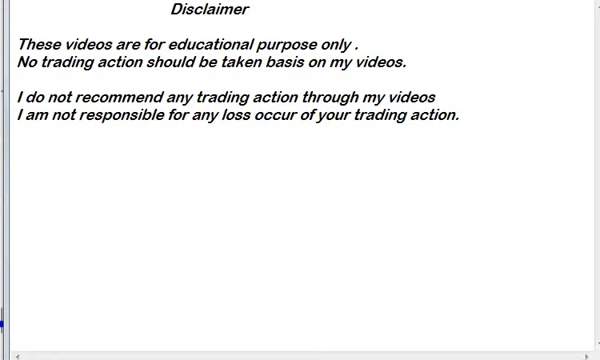 Disclaimer
These videos are for educational purpose only .
No trading action should be taken basis on my videos.
I do not recommend any trading action through my videos
I am not responsible for any loss occur of your trading action.